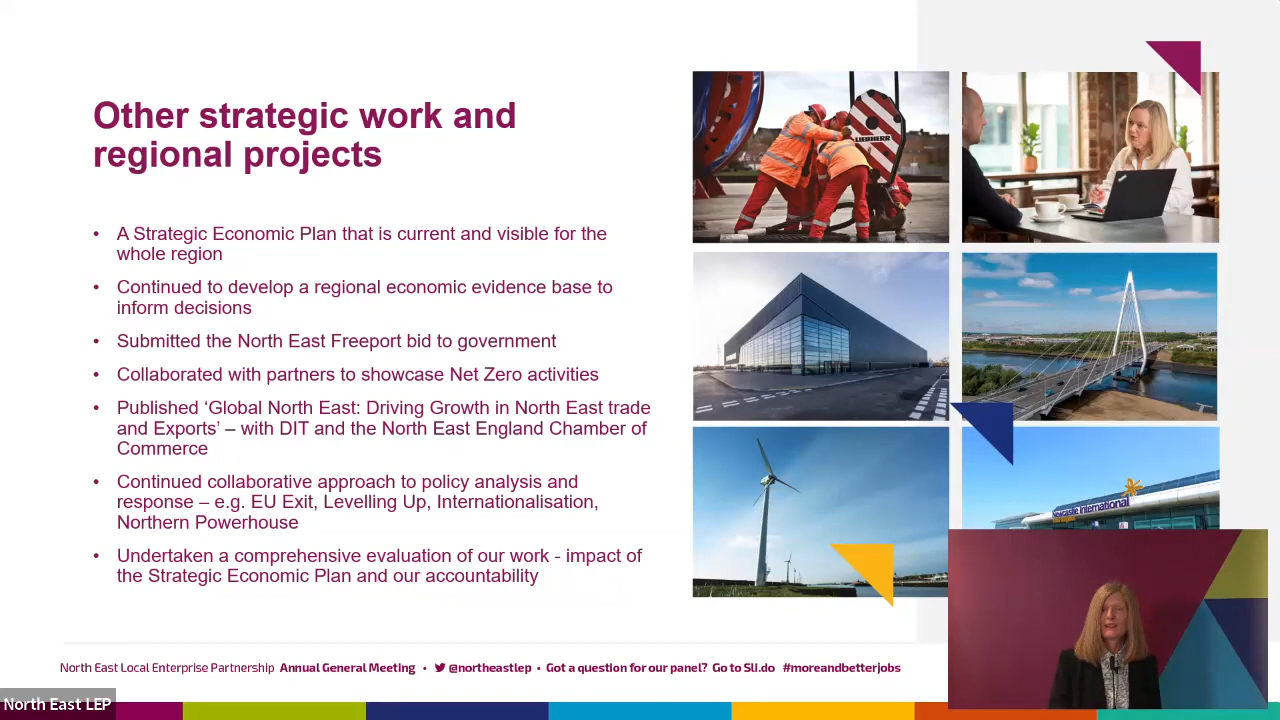 Other strategic work and
regional projects
• A Strategic Economic Plan that is current and visible for the
whole region
• Continued to develop a regional economic evidence base to
inform decisions
• Submitted the North East Freeport bid to government
• Collaborated with partners to showcase Net Zero activities
• Published ‘Global North East: Driving Growth in North East trade
and Exports’ – with DIT and the North East England Chamber of
Commerce
• Continued collaborative approach to policy analysis and
response – e.g. EU Exit, Levelling Up, Internationalisation,
Northern Powerhouse
• Undertaken a comprehensive evaluation of our work - impact of
the Strategic Economic Plan and our accountability
LIEBHERR
Newcastle International
North East Local Enterprise Partnership Annual General Meeting • @northeastlep • Got a question for our panel? Go to Sli.do #moreandbetterjobs
North East LEP